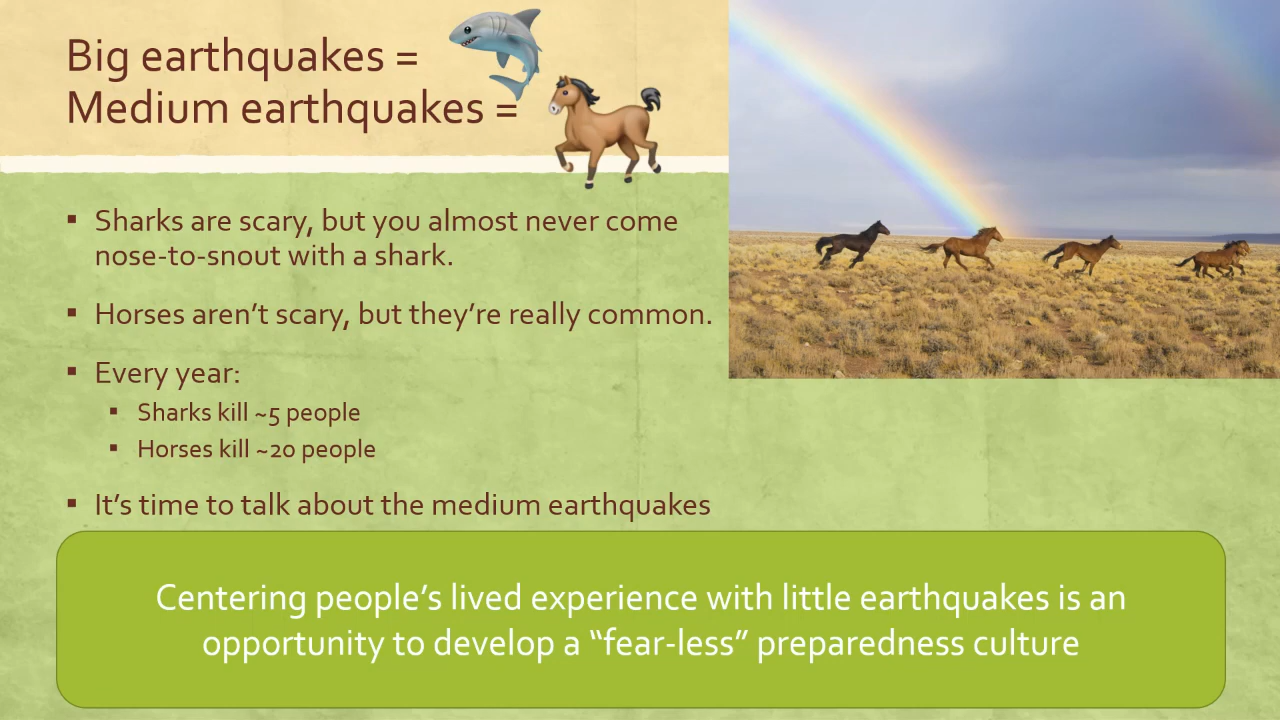 Big earthquakes =
Medium earthquakes =
▪ Sharks are scary, but you almost never come
nose-to-snout with a shark.
▪ Horses aren’t scary, but they’re really common.
▪ Every year:
▪ Sharks kill ~5 people
▪ Horses kill ~20 people
▪ It’s time to talk about the medium earthquakes
Centering people’s lived experience with little earthquakes is an
opportunity to develop a “fear-less” preparedness culture